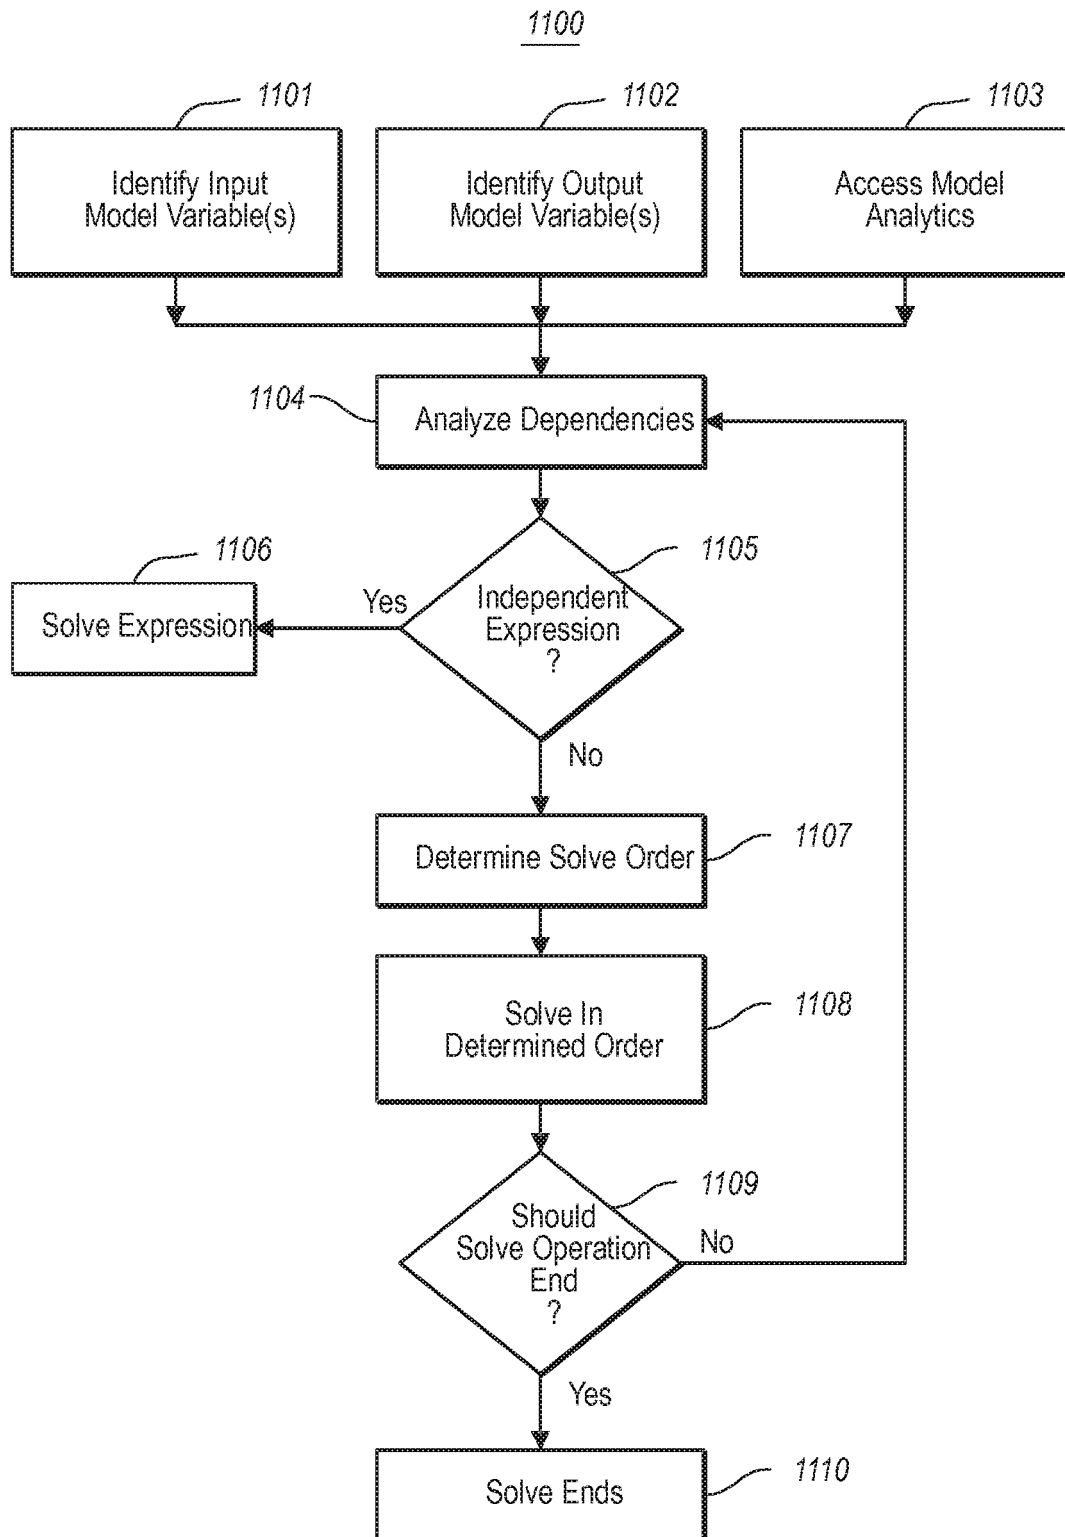 1100
1101
1102
1103
Identify Input
Model Variable(s)
Identify Output
Model Variable(s)
Access Model
Analytics
1104
Analyze Dependencies
1106
1105
Solve Expression
Yes
Independent
Expression
?
No
Determine Solve Order
1107
Solve In
Determined Order
1108
1109
Should
Solve Operation
End
?
No
Yes
Solve Ends
1110